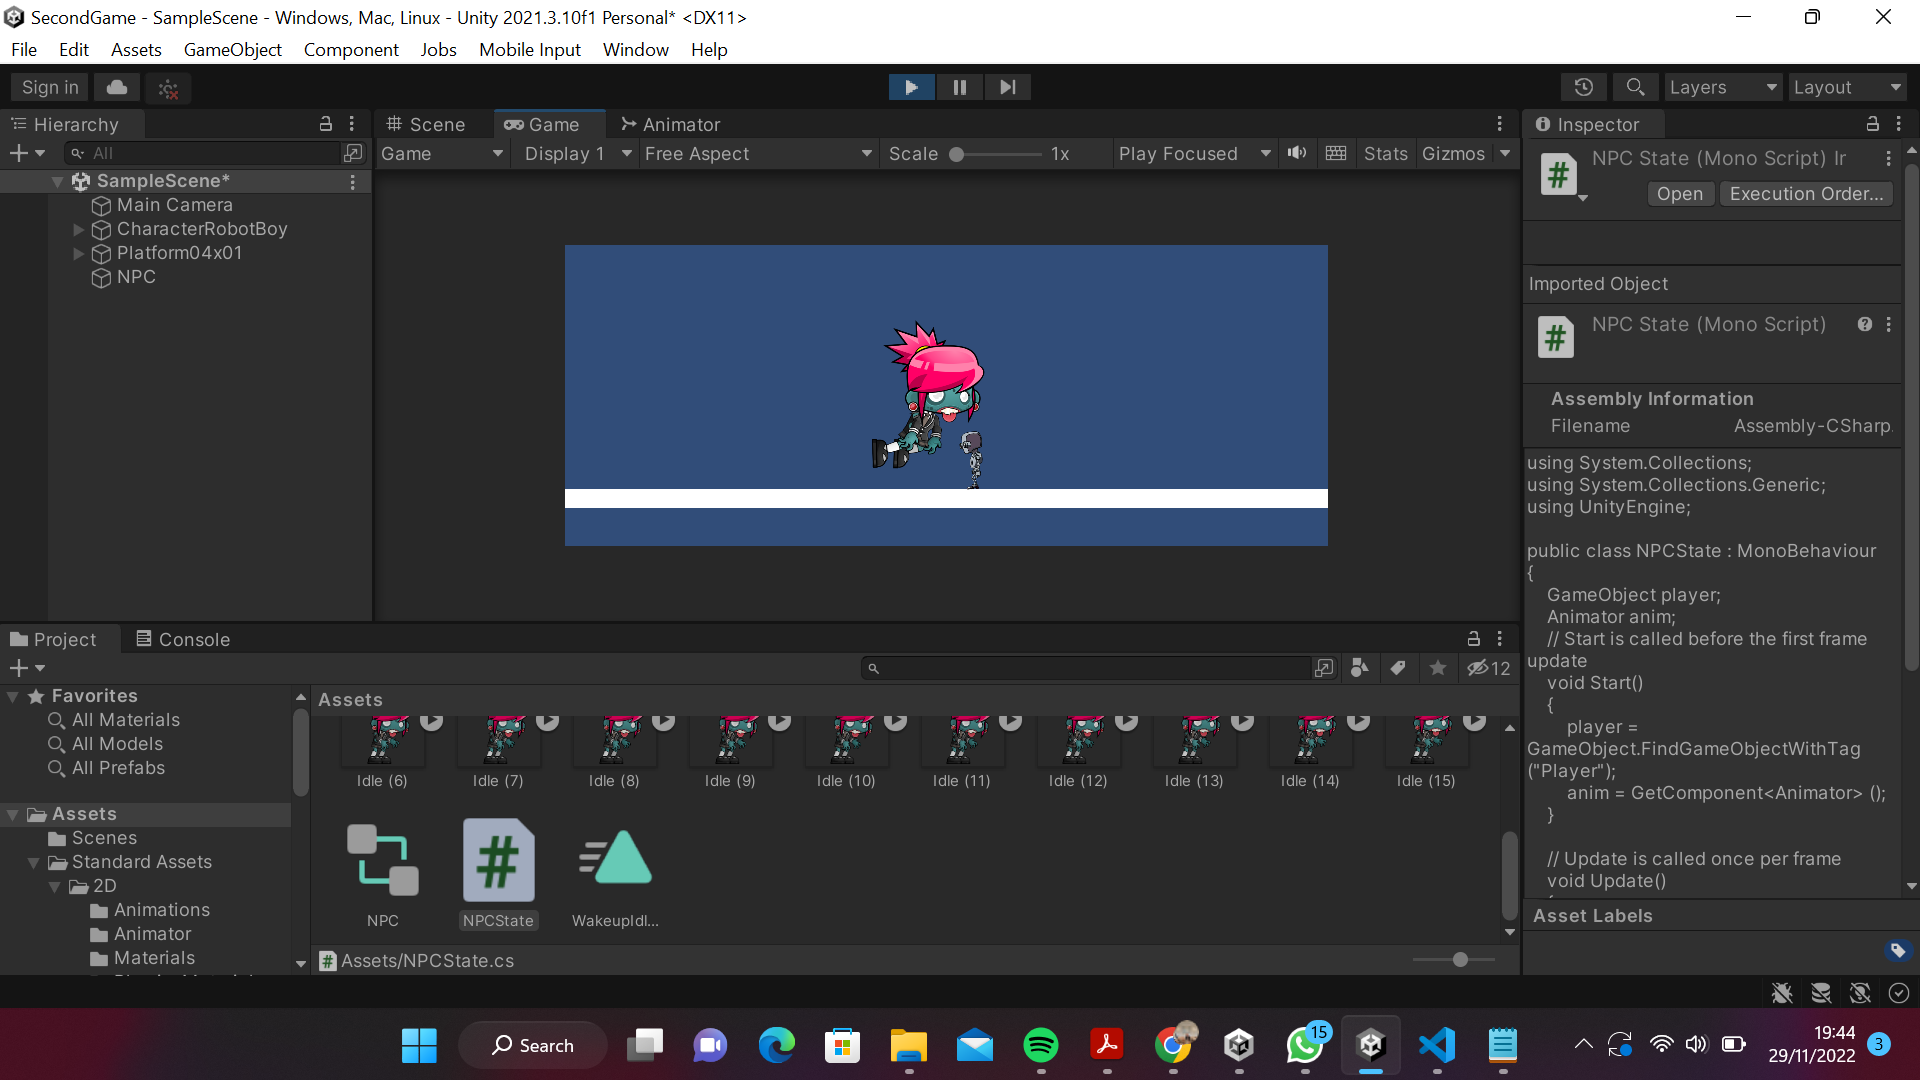 SecondGame - SampleScene - Windows, Mac, Linux - Unity 2021.3.10f1 Personal* <DX11>
File Edit Assets GameObject Component Jobs Mobile Input Window Help
Sign in
Layers
Layout
Hierarchy
All
SampleScene*
Main Camera
CharacterRobotBoy
Platform04x01
NPC
Scene
Game
Animator
Game
Display 1
Free Aspect
Scale
1x
Play Focused
Stats
Gizmos
Inspector
NPC State (Mono Script) Ir
Open
Execution Order...
Imported Object
NPC State (Mono Script)
Assembly Information
Filename Assembly-CSharp.
using System.Collections;
using System.Collections.Generic;
using UnityEngine;
public class NPCState : MonoBehaviour
{
GameObject player;
Animator anim;
// Start is called before the first frame
update
void Start()
{
player =
GameObject.FindGameObjectWithTag
("Player");
anim = GetComponent<Animator> ();
}
// Update is called once per frame
void Update()
Asset Labels
Project
Console
12
Favorites
All Materials
All Models
All Prefabs
Assets
Scenes
Standard Assets
2D
Animations
Animator
Materials
Assets
Idle (6)
Idle (7)
Idle (8)
Idle (9)
Idle (10)
Idle (11)
Idle (12)
Idle (13)
Idle (14)
Idle (15)
NPC
NPCState
WakeupIdl...
Assets/NPCState.cs
Search
15
19:44
29/11/2022
3